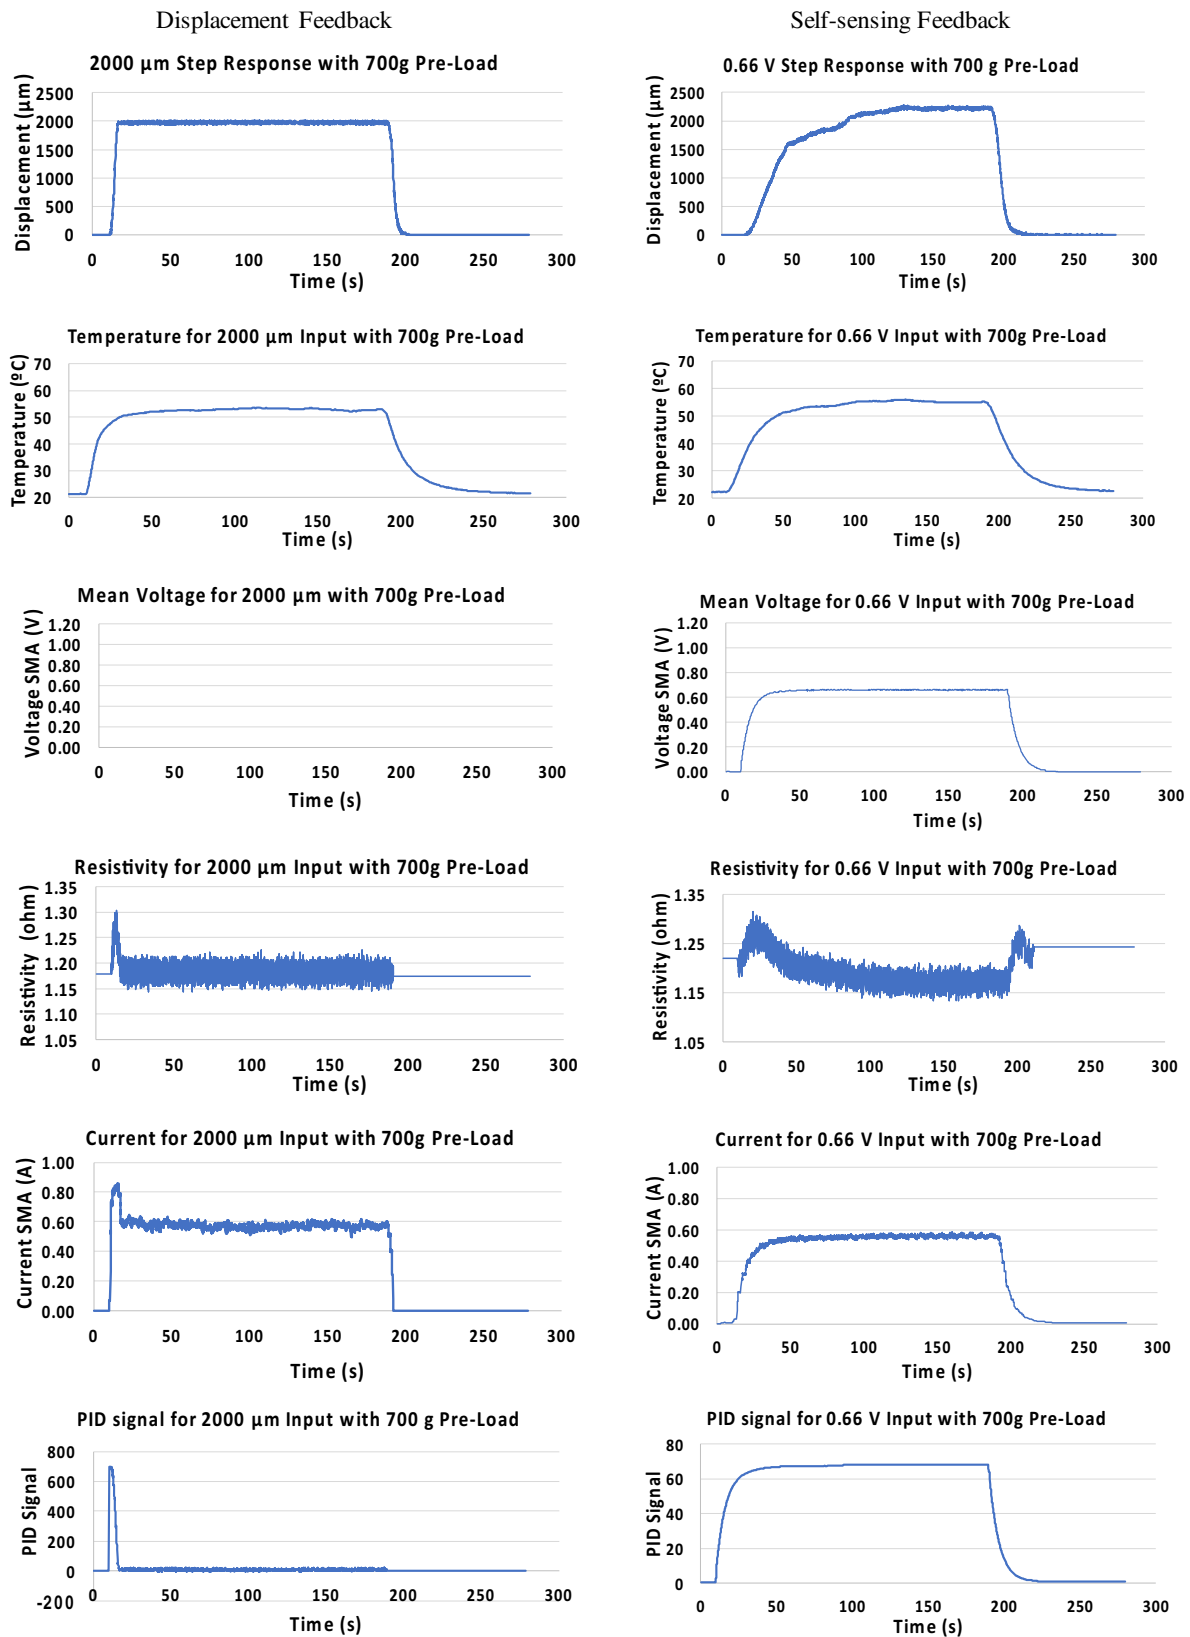 Displacement Feedback
Self-sensing Feedback
2000 µm Step Response with 700g Pre-Load
Displacement (µm)
2500
2000
1500
1000
500
0
0 50 100 150 200 250 300
Time (s)
0.66 V Step Response with 700 g Pre-Load
Displacement (µm)
2500
2000
1500
1000
500
0
0 50 100 150 200 250 300
Time (s)
Temperature for 2000 µm Input with 700g Pre-Load
Temperature (ºC)
70
60
50
40
30
20
0 50 100 150 200 250 300
Time (s)
Temperature for 0.66 V Input with 700g Pre-Load
Temperature (ºC)
70
60
50
40
30
20
0 50 100 150 200 250 300
Time (s)
Mean Voltage for 2000 µm with 700g Pre-Load
Voltage SMA (V)
1.20
1.00
0.80
0.60
0.40
0.20
0.00
0 50 100 150 200 250 300
Time (s)
Mean Voltage for 0.66 V Input with 700g Pre-Load
Voltage SMA (V)
1.20
1.00
0.80
0.60
0.40
0.20
0.00
0 50 100 150 200 250 300
Time (s)
Resistivity for 2000 µm Input with 700g Pre-Load
Resistivity (ohm)
1.35
1.30
1.25
1.20
1.15
1.10
1.05
0 50 100 150 200 250 300
Time (s)
Resistivity for 0.66 V Input with 700g Pre-Load
Resistivity (ohm)
1.35
1.25
1.15
1.05
0 50 100 150 200 250 300
Time (s)
Current for 2000 µm Input with 700g Pre-Load
Current SMA (A)
1.00
0.80
0.60
0.40
0.20
0.00
0 50 100 150 200 250 300
Time (s)
Current for 0.66 V Input with 700g Pre-Load
Current SMA (A)
1.00
0.80
0.60
0.40
0.20
0.00
0 50 100 150 200 250 300
Time (s)
PID signal for 2000 µm Input with 700 g Pre-Load
PID Signal
800
600
400
200
0
-200
0 50 100 150 200 250 300
Time (s)
PID signal for 0.66 V Input with 700g Pre-Load
PID Signal
80
60
40
20
0
0 50 100 150 200 250 300
Time (s)